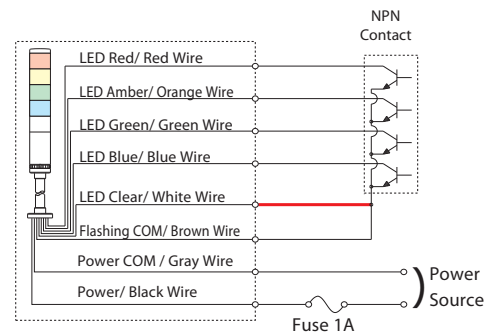 NPN
Contact
LED Red/ Red Wire
LED Amber/ Orange Wire
LED Green/ Green Wire
LED Blue/ Blue Wire
LED Clear/ White Wire
Flashing COM/ Brown Wire
Power COM / Gray Wire
Power/ Black Wire
Power
Source
Fuse 1A